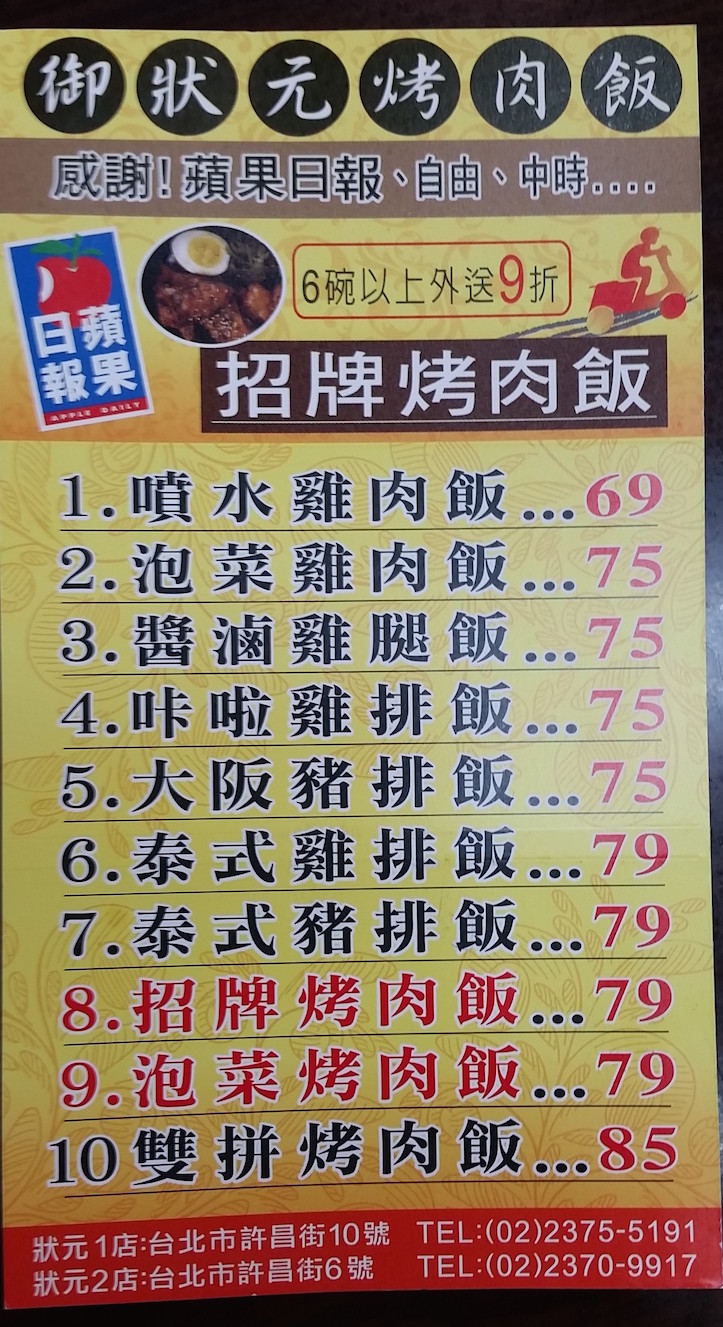 御狀元烤肉飯
感謝!蘋果日報、自由、中時....
蘋果
日報
APPLE DAILY
6碗以上外送9折
招牌烤肉飯
1.噴水雞肉飯...69
2.泡菜雞肉飯...75
3.醬滷雞腿飯...75
4.咔啦雞排飯...75
5.大阪豬排飯...75
6.泰式雞排飯...79
7.泰式豬排飯...79
8.招牌烤肉飯...79
9.泡菜烤肉飯...79
10雙拼烤肉飯...85
狀元1店:台北市許昌街10號 TEL:(02)2375-5191
狀元2店:台北市許昌街6號 TEL:(02)2370-9917